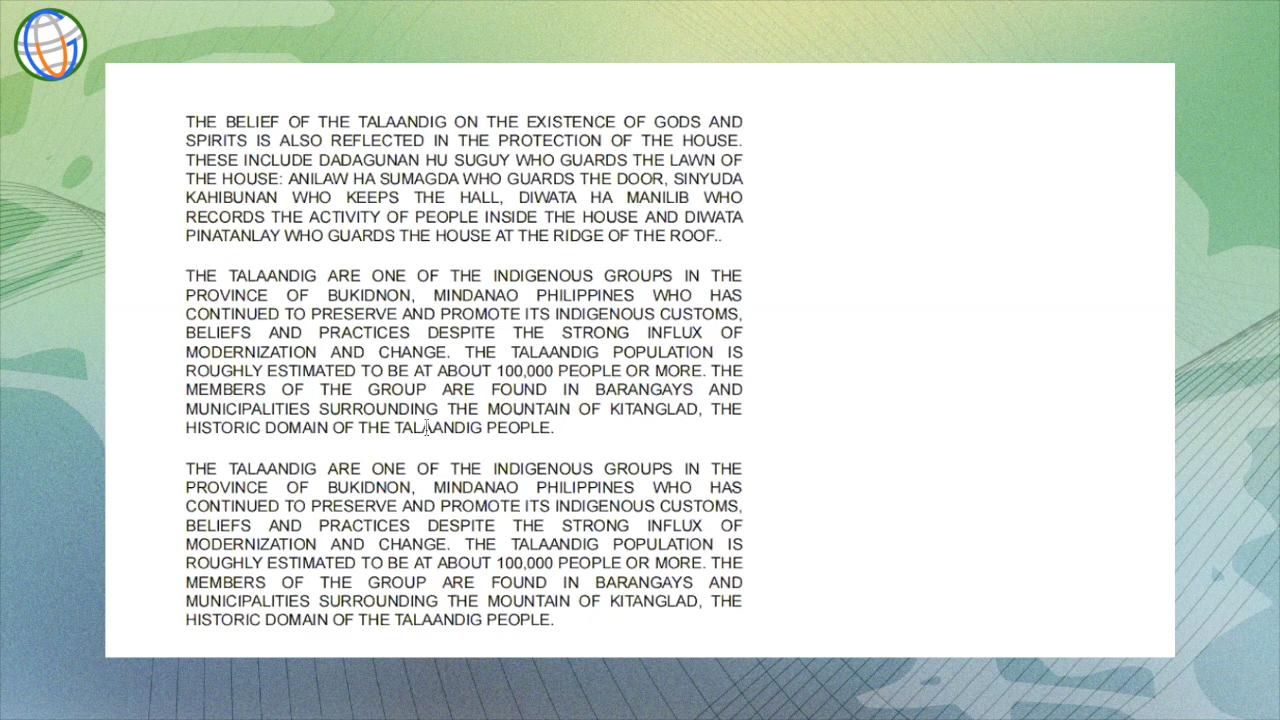 THE BELIEF OF THE TALAANDIG ON THE EXISTENCE OF GODS AND
SPIRITS IS ALSO REFLECTED IN THE PROTECTION OF THE HOUSE.
THESE INCLUDE DADAGUNAN HU SUGUY WHO GUARDS THE LAWN OF
THE HOUSE: ANILAW HA SUMAGDA WHO GUARDS THE DOOR, SINYUDA
KAHIBUNAN WHO KEEPS THE HALL, DIWATA HA MANILIB WHO
RECORDS THE ACTIVITY OF PEOPLE INSIDE THE HOUSE AND DIWATA
PINATANLAY WHO GUARDS THE HOUSE AT THE RIDGE OF THE ROOF..
THE TALAANDIG ARE ONE OF THE INDIGENOUS GROUPS IN THE
PROVINCE OF BUKIDNON, MINDANAO PHILIPPINES WHO HAS
CONTINUED TO PRESERVE AND PROMOTE ITS INDIGENOUS CUSTOMS,
BELIEFS AND PRACTICES DESPITE THE STRONG INFLUX OF
MODERNIZATION AND CHANGE. THE TALAANDIG POPULATION IS
ROUGHLY ESTIMATED TO BE AT ABOUT 100,000 PEOPLE OR MORE. THE
MEMBERS OF THE GROUP ARE FOUND IN BARANGAYS AND
MUNICIPALITIES SURROUNDING THE MOUNTAIN OF KITANGLAD, THE
HISTORIC DOMAIN OF THE TALAANDIG PEOPLE.
THE TALAANDIG ARE ONE OF THE INDIGENOUS GROUPS IN THE
PROVINCE OF BUKIDNON, MINDANAO PHILIPPINES WHO HAS
CONTINUED TO PRESERVE AND PROMOTE ITS INDIGENOUS CUSTOMS,
BELIEFS AND PRACTICES DESPITE THE STRONG INFLUX OF
MODERNIZATION AND CHANGE. THE TALAANDIG POPULATION IS
ROUGHLY ESTIMATED TO BE AT ABOUT 100,000 PEOPLE OR MORE. THE
MEMBERS OF THE GROUP ARE FOUND IN BARANGAYS AND
MUNICIPALITIES SURROUNDING THE MOUNTAIN OF KITANGLAD, THE
HISTORIC DOMAIN OF THE TALAANDIG PEOPLE.